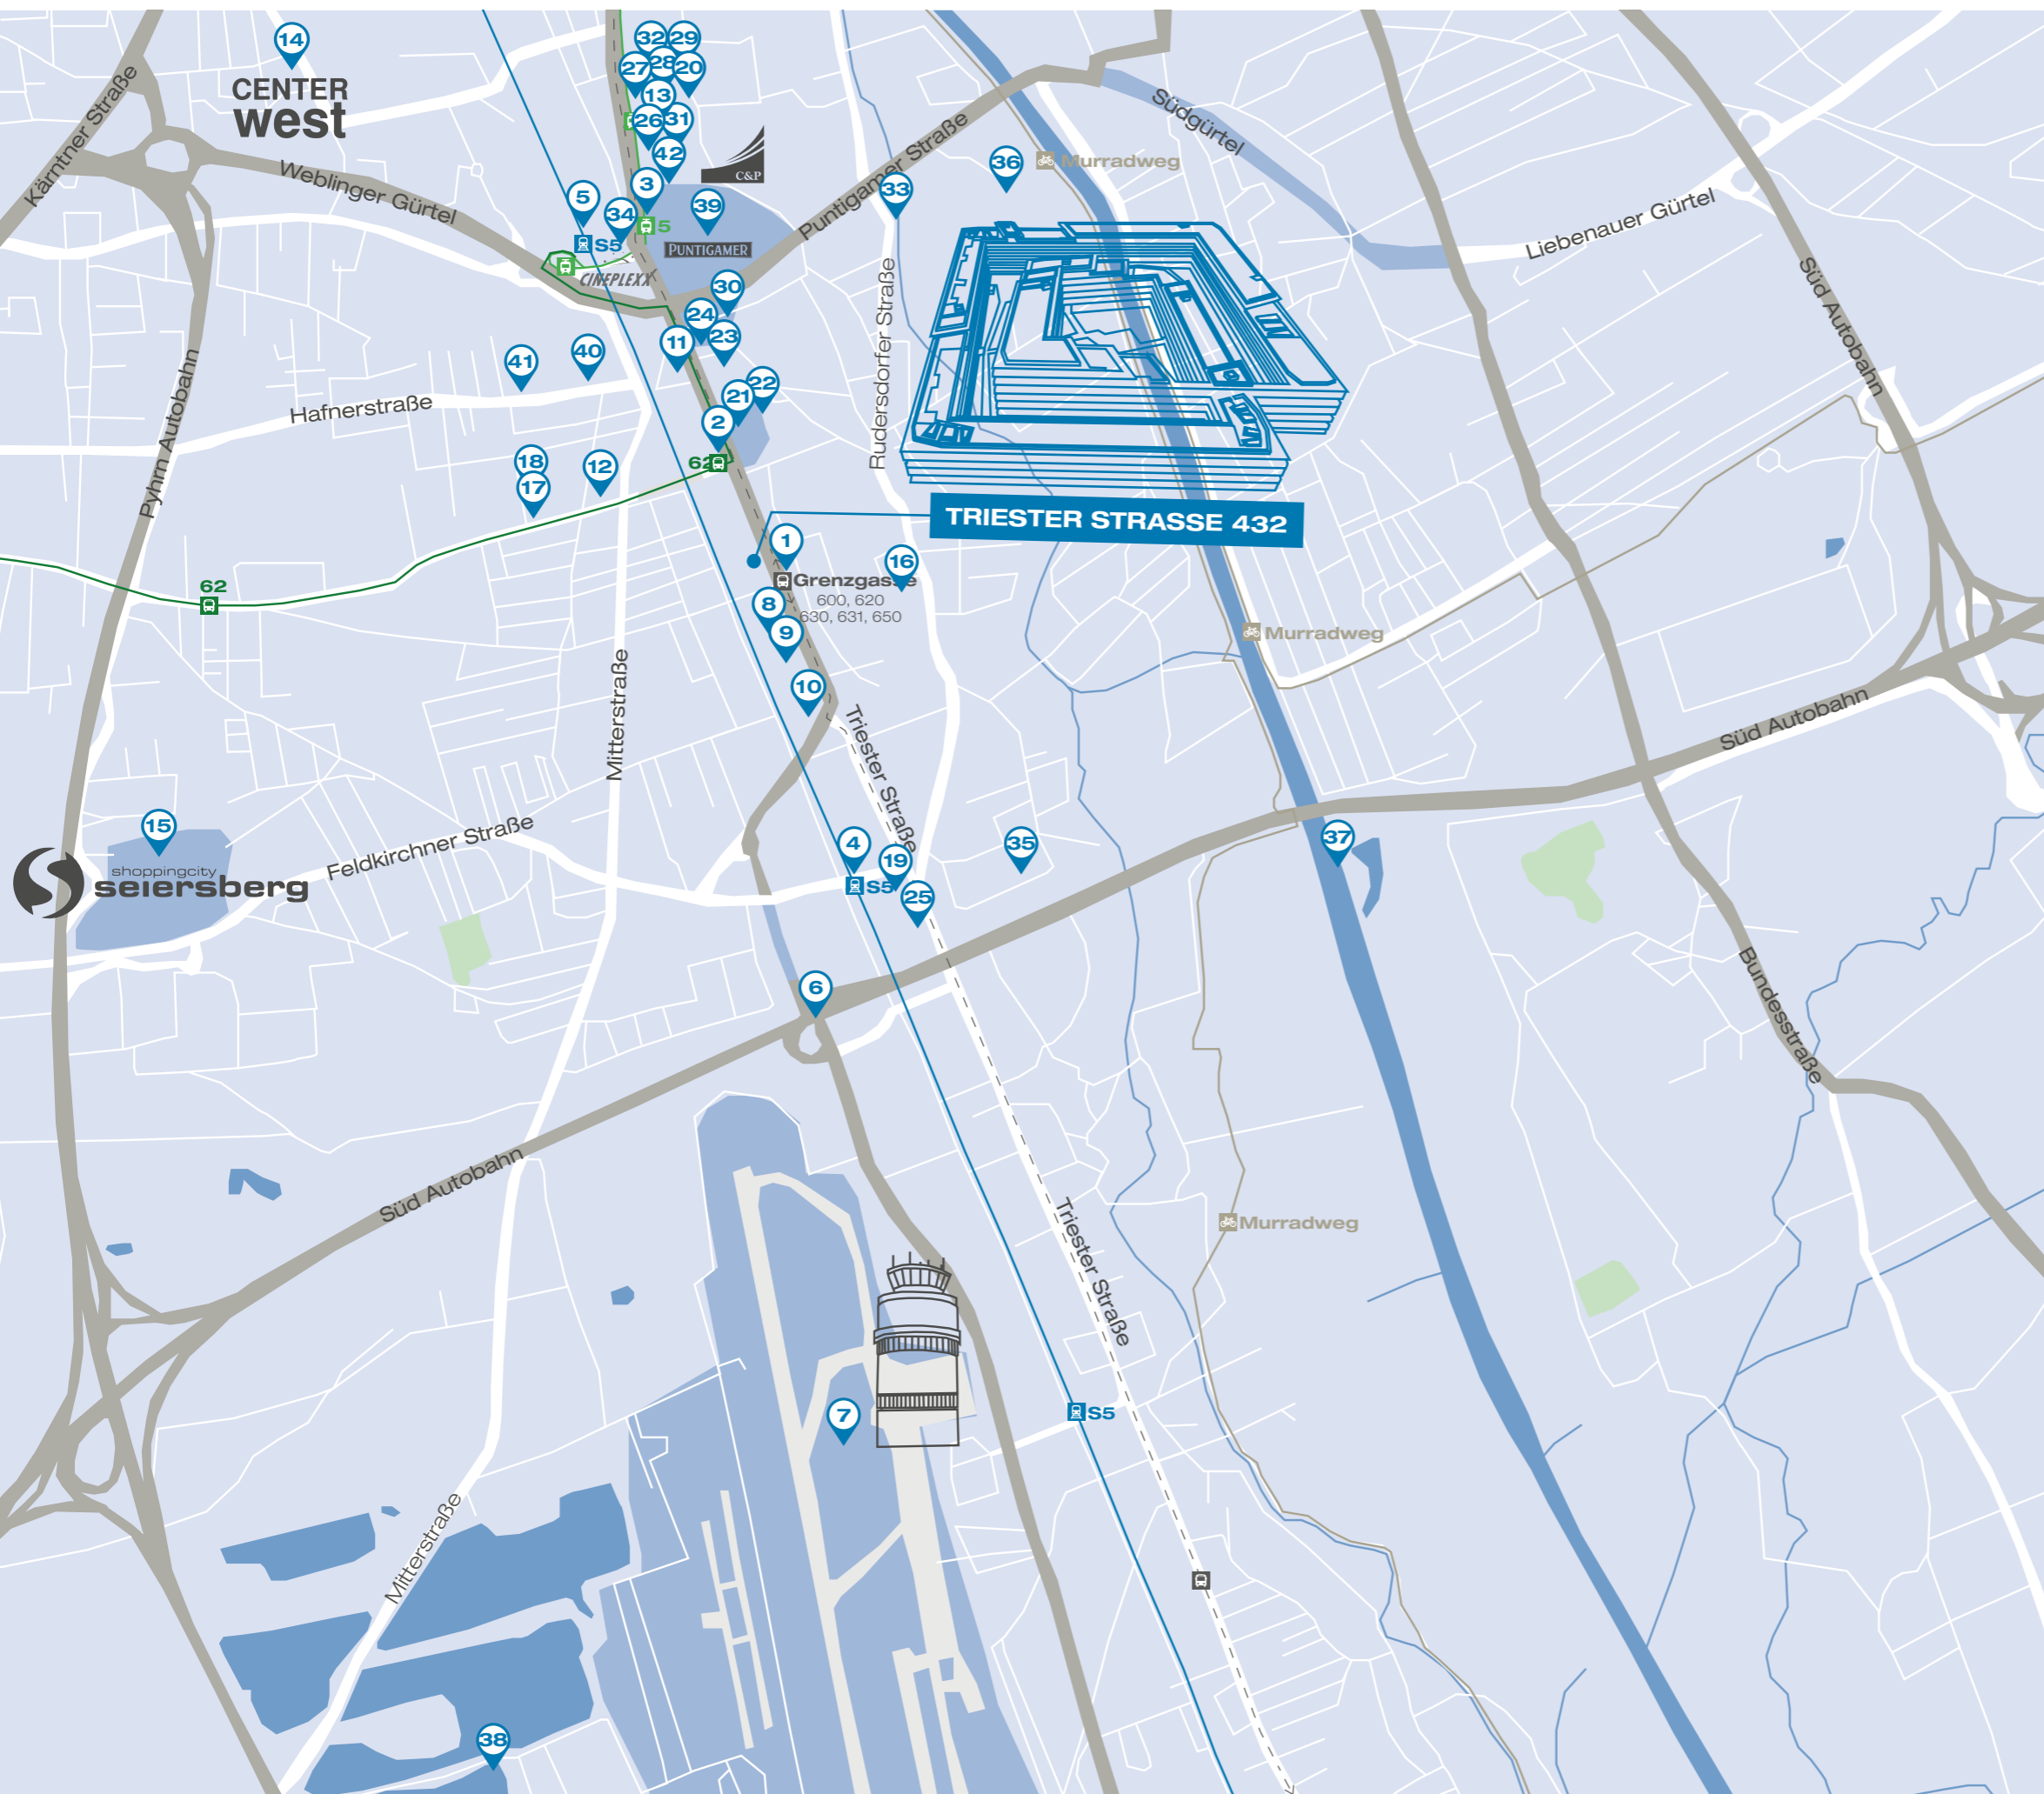 14
32
29
27
28
20
13
26
31
42
CENTER
west
C&P
Kärntner Straße
Weblinger Gürtel
Puntigamer Straße
Südgürtel
Murradweg
36
33
5
3
34
39
5
S5
PUNTIGAMER
CINEPLEXX
Liebenauer Gürtel
Süd Autobahn
30
24
23
11
40
41
22
21
2
62
Hafnerstraße
Pyhrn Autobahn
Rudersdorfer Straße
18
17
12
TRIESTER STRASSE 432
1
16
Grenzgasse
600, 620
630, 631, 650
8
9
10
62
Murradweg
Mitterstraße
Triester Straße
Süd Autobahn
15
shoppingcity
seiersberg
Feldkirchner Straße
4
19
S5
25
35
37
6
Bundesstraße
Süd Autobahn
Murradweg
Triester Straße
7
S5
Mitterstraße
38